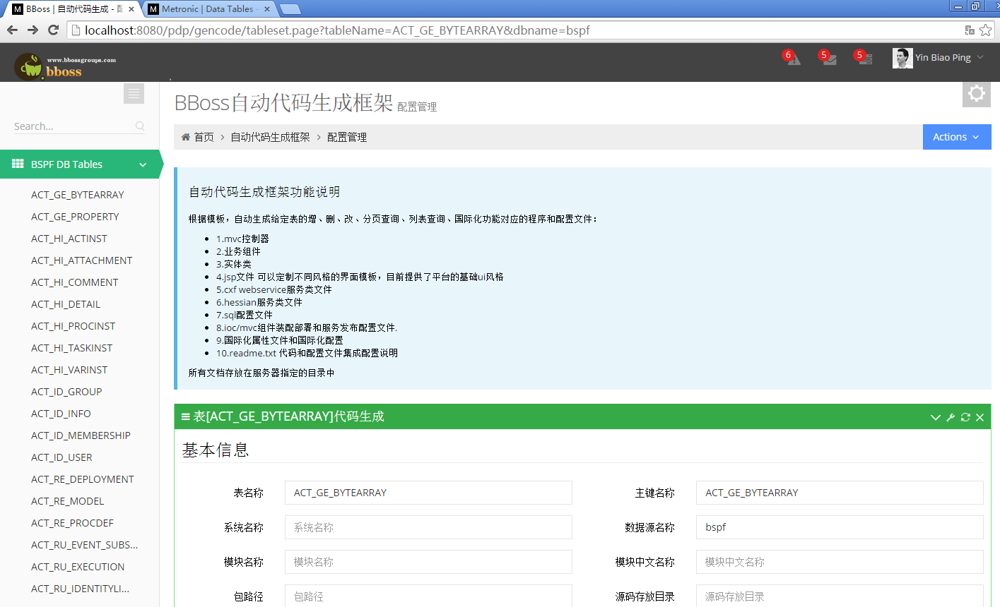 BBoss | 自动代码生成 - 配
Metronic | Data Tables -
localhost:8080/pdp/gencode/tableset.page?tableName=ACT_GE_BYTEARRAY&dbname=bspf
www.bbossgroups.com
bboss
6
5
5
Yin Biao Ping
BBoss自动代码生成框架 配置管理
Search...
首页 > 自动代码生成框架 > 配置管理
Actions
BSPF DB Tables
ACT_GE_BYTEARRAY
ACT_GE_PROPERTY
ACT_HI_ACTINST
ACT_HI_ATTACHMENT
ACT_HI_COMMENT
ACT_HI_DETAIL
ACT_HI_PROCINST
ACT_HI_TASKINST
ACT_HI_VARINST
ACT_ID_GROUP
ACT_ID_INFO
ACT_ID_MEMBERSHIP
ACT_ID_USER
ACT_RE_DEPLOYMENT
ACT_RE_MODEL
ACT_RE_PROCDEF
ACT_RU_EVENT_SUBS...
ACT_RU_EXECUTION
ACT_RU_IDENTITYLI...
自动代码生成框架功能说明
根据模板，自动生成给定表的增、删、改、分页查询、列表查询、国际化功能对应的程序和配置文件：
1.mvc控制器
2.业务组件
3.实体类
4.jsp文件 可以定制不同风格的界面模板，目前提供了平台的基础ui风格
5.cxf webservice服务类文件
6.hessian服务类文件
7.sql配置文件
8.ioc/mvc组件装配部署和服务发布配置文件.
9.国际化属性文件和国际化配置
10.readme.txt 代码和配置文件集成配置说明
所有文档存放在服务器指定的目录中
表[ACT_GE_BYTEARRAY]代码生成
基本信息
表名称 ACT_GE_BYTEARRAY 主键名称 ACT_GE_BYTEARRAY
系统名称 系统名称 数据源名称 bspf
模块名称 模块名称 模块中文名称 模块中文名称
包路径 包路径 源码存放目录 源码存放目录